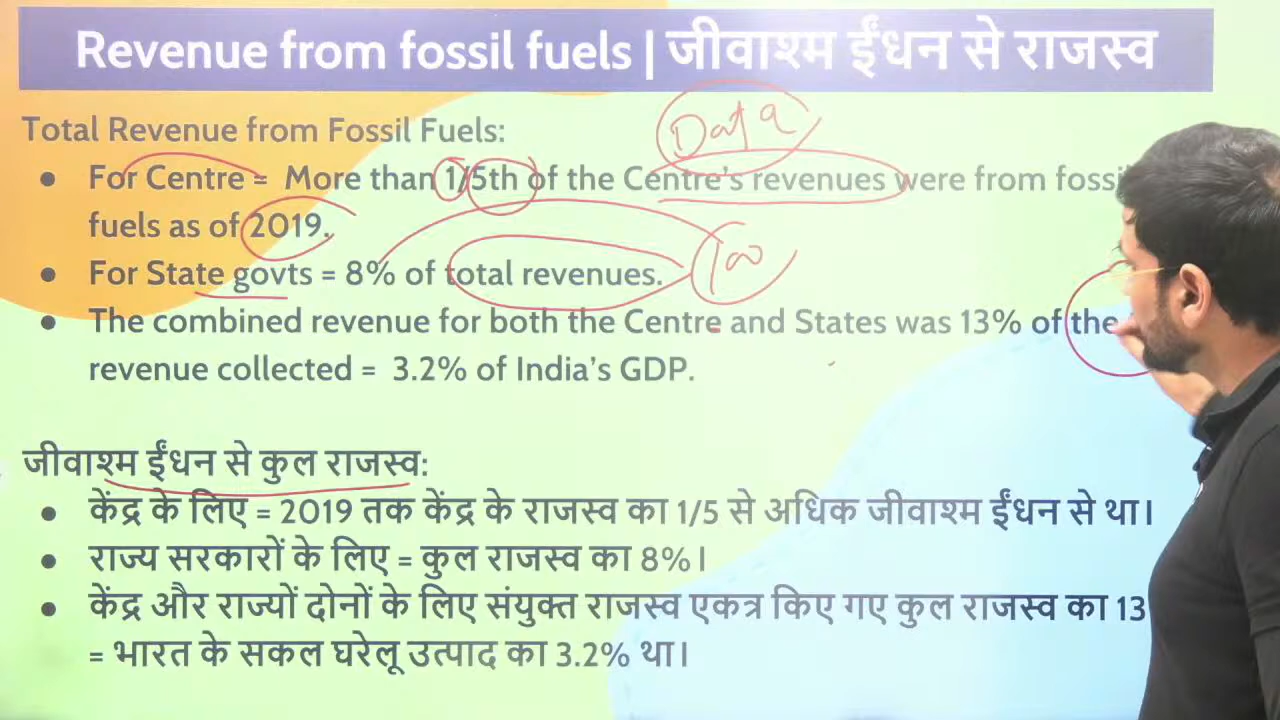 Revenue from fossil fuels | जीवाश्म ईंधन से राजस्व
Data
Total Revenue from Fossil Fuels:
● For Centre = More than 1/5th of the Centre's revenues were from fossil
fuels as of 2019.
● For State govts = 8% of total revenues.
● The combined revenue for both the Centre and States was 13% of the
revenue collected = 3.2% of India's GDP.
जीवाश्म ईंधन से कुल राजस्व:
● केंद्र के लिए = 2019 तक केंद्र के राजस्व का 1/5 से अधिक जीवाश्म ईंधन से था।
● राज्य सरकारों के लिए = कुल राजस्व का 8%।
● केंद्र और राज्यों दोनों के लिए संयुक्त राजस्व एकत्र किए गए कुल राजस्व का 13
= भारत के सकल घरेलू उत्पाद का 3.2% था।